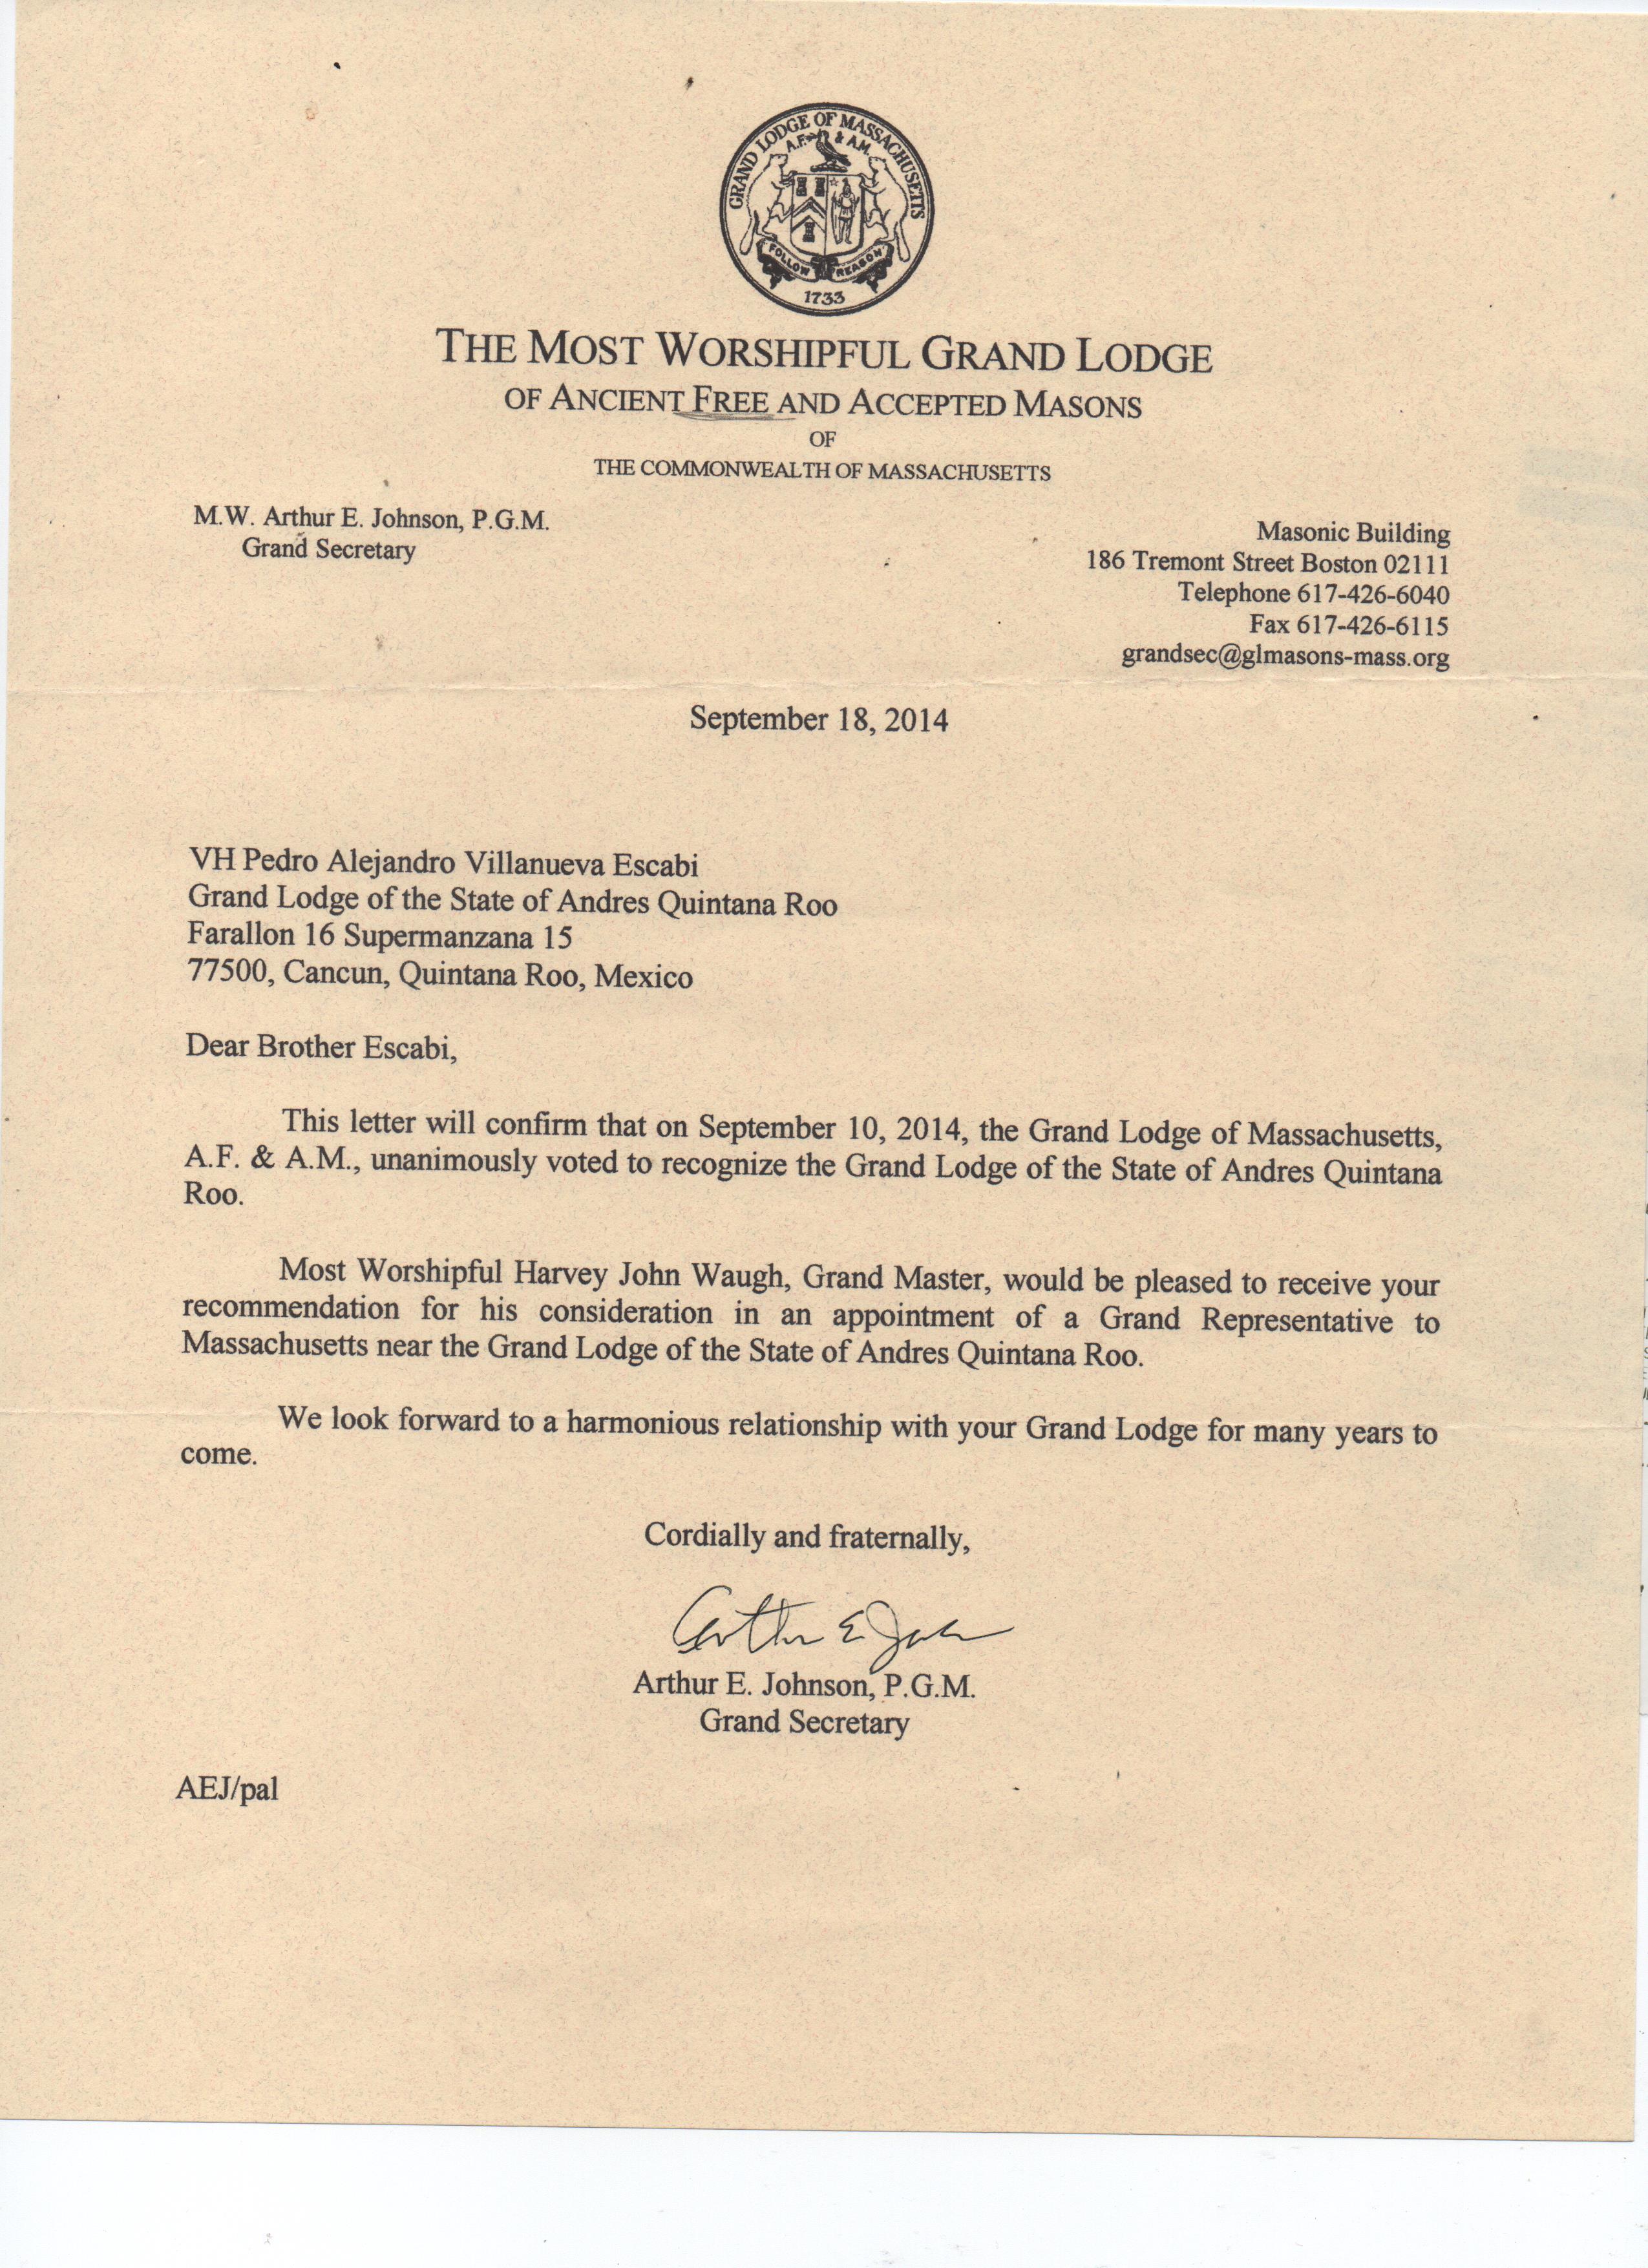 GRAND LODGE OF MASSACHUSETTS
A.F. & A.M.
FOLLOW REASON
1733
THE MOST WORSHIPFUL GRAND LODGE
OF ANCIENT FREE AND ACCEPTED MASONS
OF
THE COMMONWEALTH OF MASSACHUSETTS
M.W. Arthur E. Johnson, P.G.M.
Grand Secretary
Masonic Building
186 Tremont Street Boston 02111
Telephone 617-426-6040
Fax 617-426-6115
grandsec@glmasons-mass.org
September 18, 2014
VH Pedro Alejandro Villanueva Escabi
Grand Lodge of the State of Andres Quintana Roo
Farallon 16 Supermanzana 15
77500, Cancun, Quintana Roo, Mexico
Dear Brother Escabi,
This letter will confirm that on September 10, 2014, the Grand Lodge of Massachusetts,
A.F. & A.M., unanimously voted to recognize the Grand Lodge of the State of Andres Quintana
Roo.
Most Worshipful Harvey John Waugh, Grand Master, would be pleased to receive your
recommendation for his consideration in an appointment of a Grand Representative to
Massachusetts near the Grand Lodge of the State of Andres Quintana Roo.
We look forward to a harmonious relationship with your Grand Lodge for many years to
come.
Cordially and fraternally,
Arthur E Johnson
Arthur E. Johnson, P.G.M.
Grand Secretary
AEJ/pal